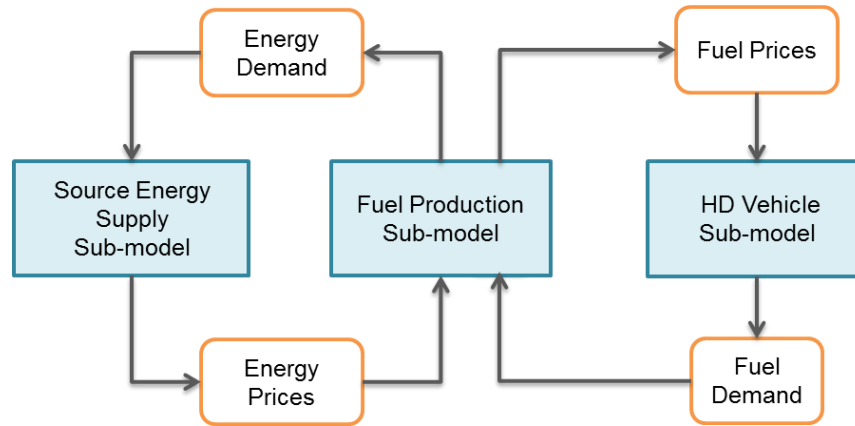 Energy
Demand
Fuel Prices
Source Energy
Supply
Sub-model
Fuel Production
Sub-model
HD Vehicle
Sub-model
Energy
Prices
Fuel
Demand